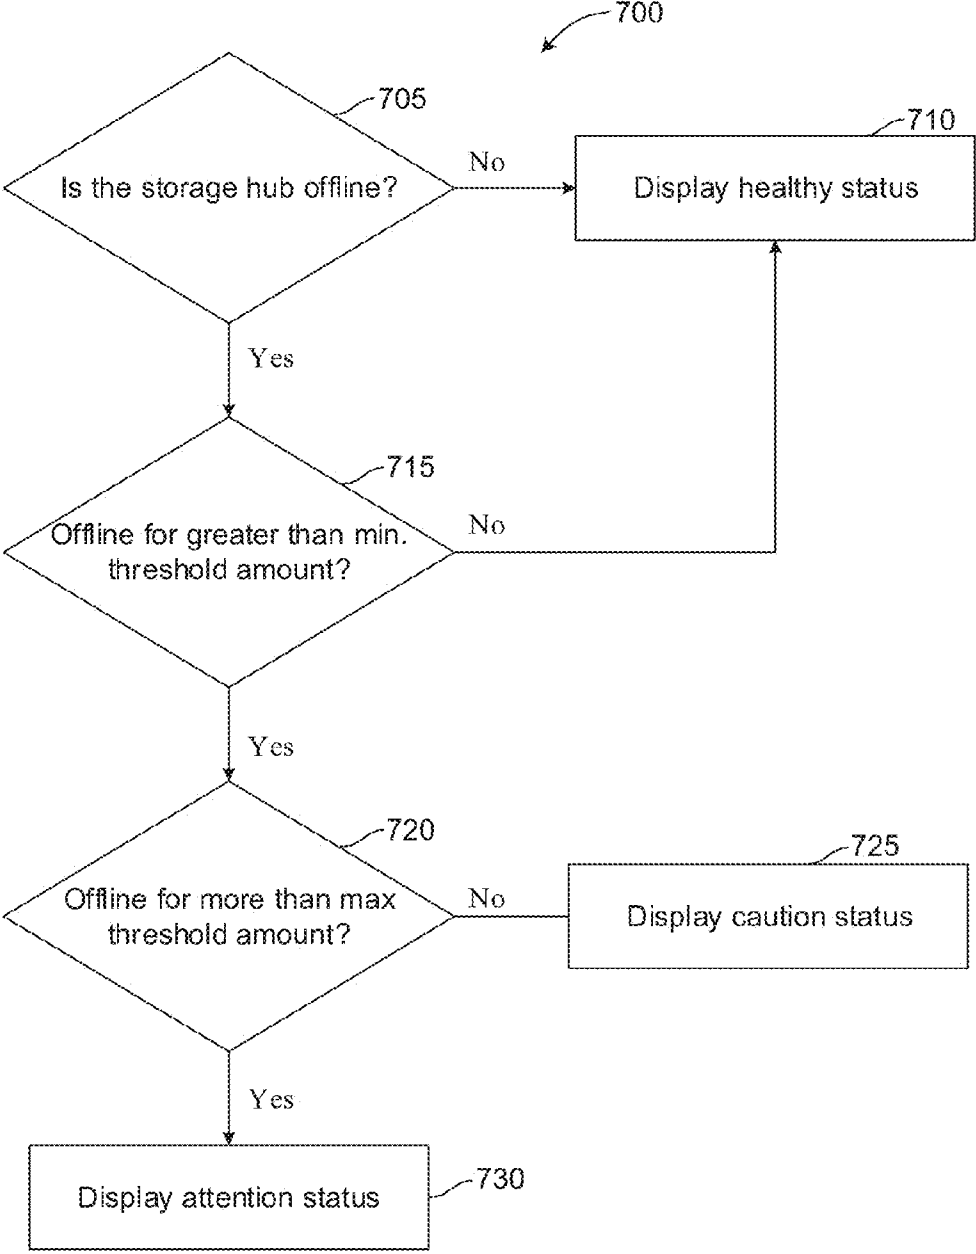 700
705
Is the storage hub offline?
No
710
Display healthy status
Yes
715
Offline for greater than min.
threshold amount?
No
Yes
720
Offline for more than max
threshold amount?
No
725
Display caution status
Yes
Display attention status
730